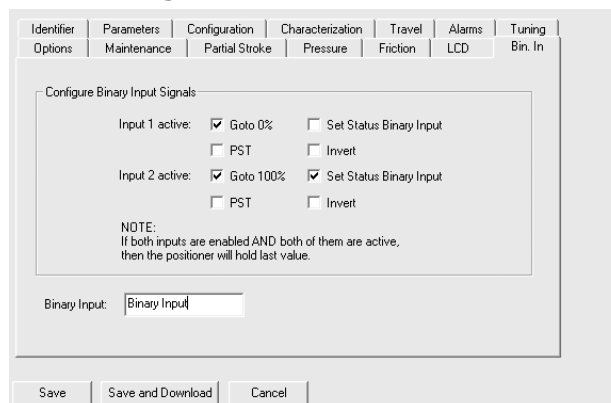 Identifier Parameters Configuration Characterization Travel Alarms Tuning
Options Maintenance Partial Stroke Pressure Friction LCD Bin. In
Configure Binary Input Signals
Input 1 active: Goto 0% Set Status Binary Input
PST Invert
Input 2 active: Goto 100% Set Status Binary Input
PST Invert
NOTE:
If both inputs are enabled AND both of them are active,
then the positioner will hold last value.
Binary Input: Binary Input
Save Save and Download Cancel